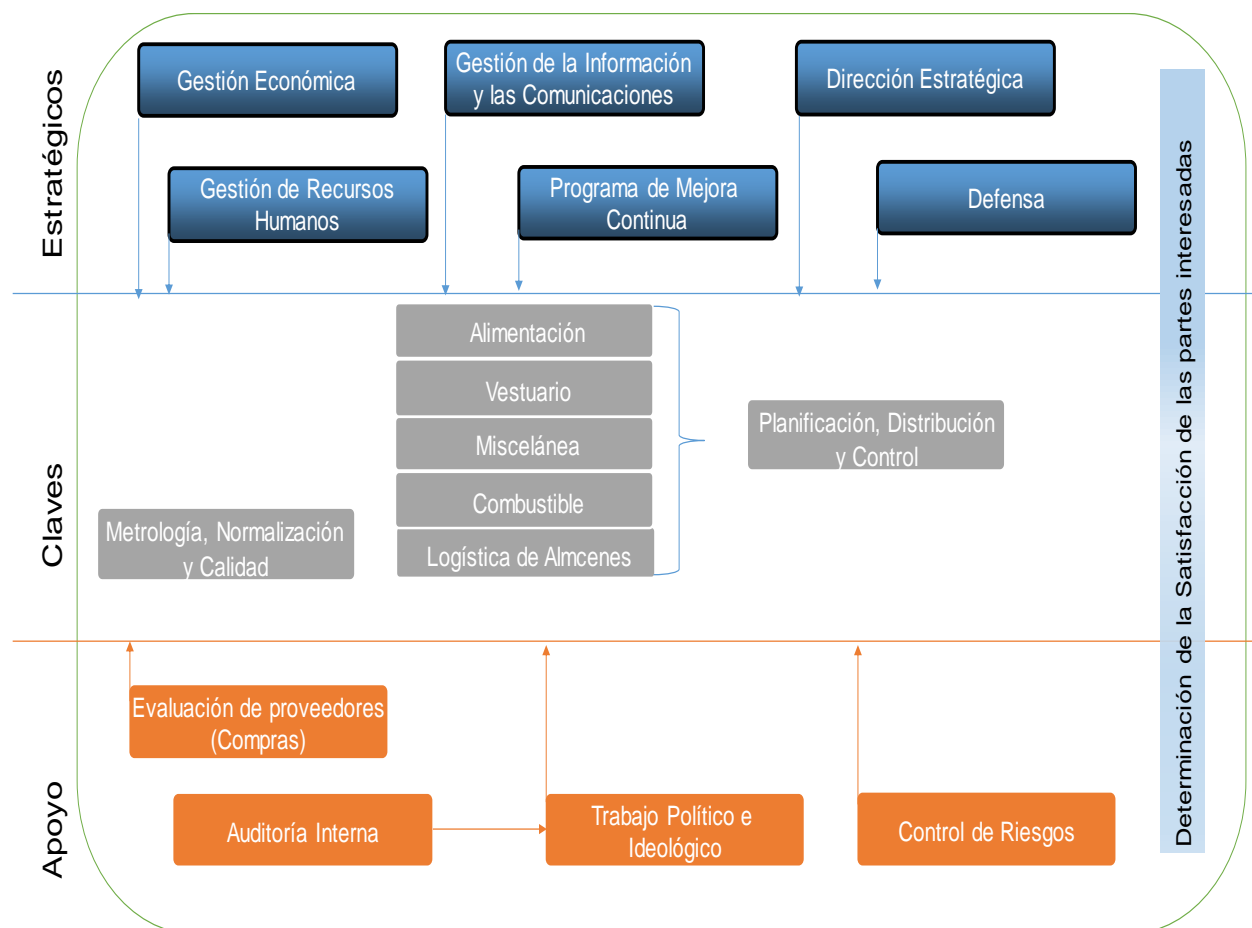 Estratégicos
Gestión Económica
Gestión de la Información
y las Comunicaciones
Dirección Estratégica
Gestión de Recursos
Humanos
Programa de Mejora
Continua
Defensa
Claves
Alimentación
Vestuario
Miscelánea
Combustible
Logística de Almcenes
Planificación, Distribución
y Control
Metrología, Normalización
y Calidad
Apoyo
Evaluación de proveedores
(Compras)
Auditoría Interna
Trabajo Político e
Ideológico
Control de Riesgos
Determinación de la Satisfacción de las partes interesadas